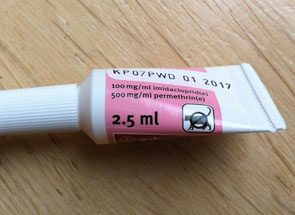 KP07PWD 01 2017
100 mg/ml imidacloprid(e)
500 mg/ml permethrin(e)
2.5 ml